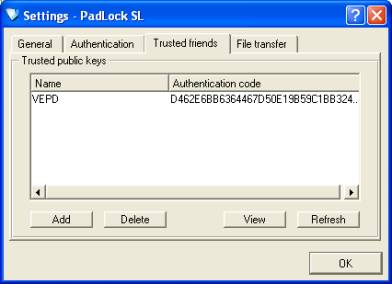 Settings - PadLock SL
General Authentication Trusted friends File transfer
Trusted public keys
Name Authentication code
VEPD D462E6BB6364467D50E19B59C1BB324..
Add Delete View Refresh
OK